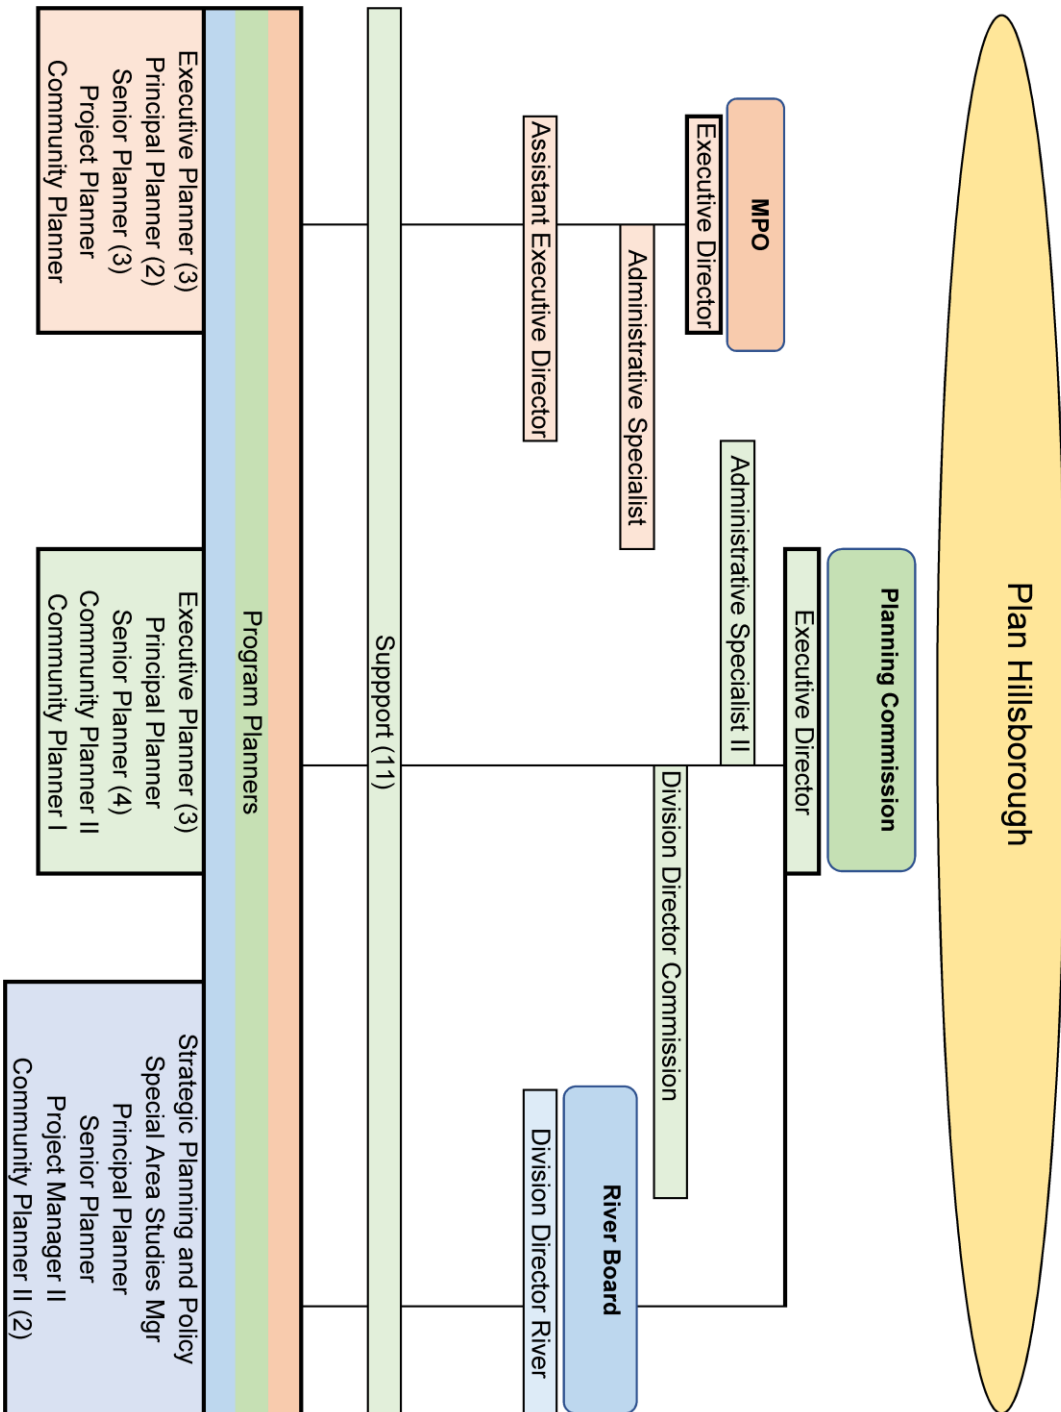 Plan Hillsborough
MPO
Executive Director
Administrative Specialist
Assistant Executive Director
Planning Commission
Executive Director
Administrative Specialist II
Division Director Commission
River Board
Division Director River
Suppport (11)
Program Planners
Executive Planner (3)
Principal Planner (2)
Senior Planner (3)
Project Planner
Community Planner
Executive Planner (3)
Principal Planner
Senior Planner (4)
Community Planner II
Community Planner I
Strategic Planning and Policy
Special Area Studies Mgr
Principal Planner
Senior Planner
Project Manager II
Community Planner II (2)